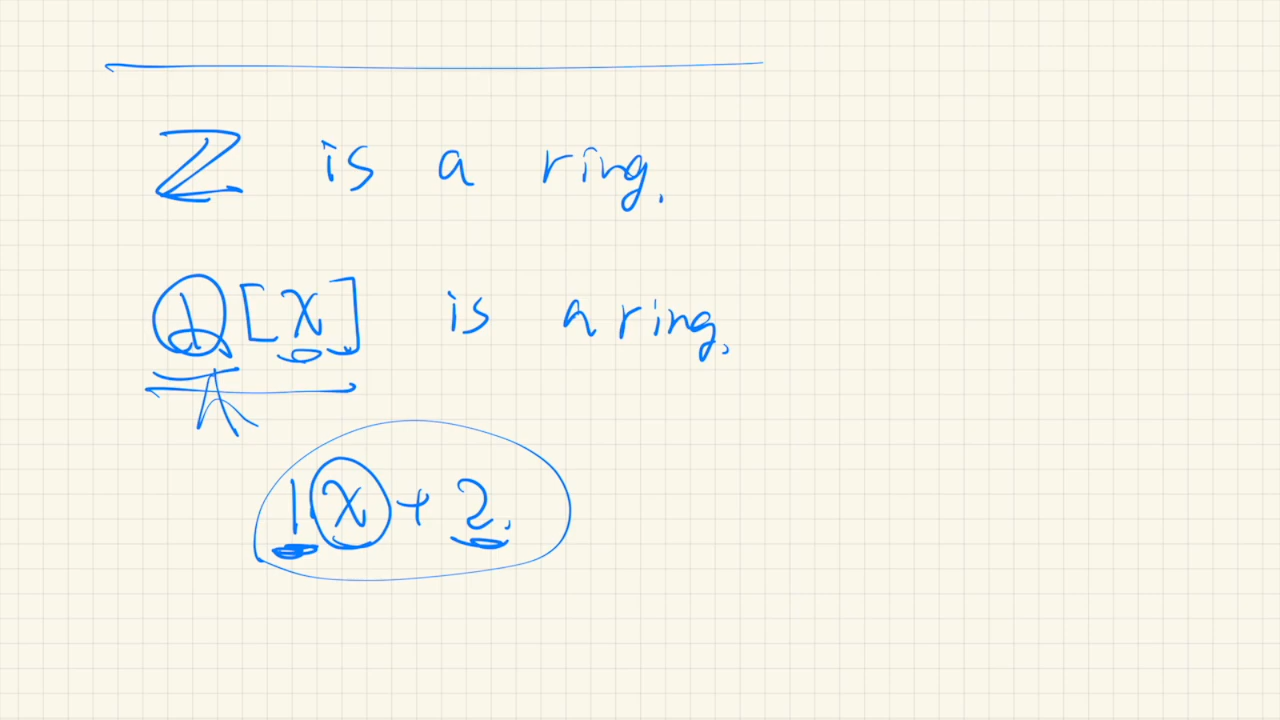 ℤ is a ring.
ℚ[x] is a ring.
1x+2.